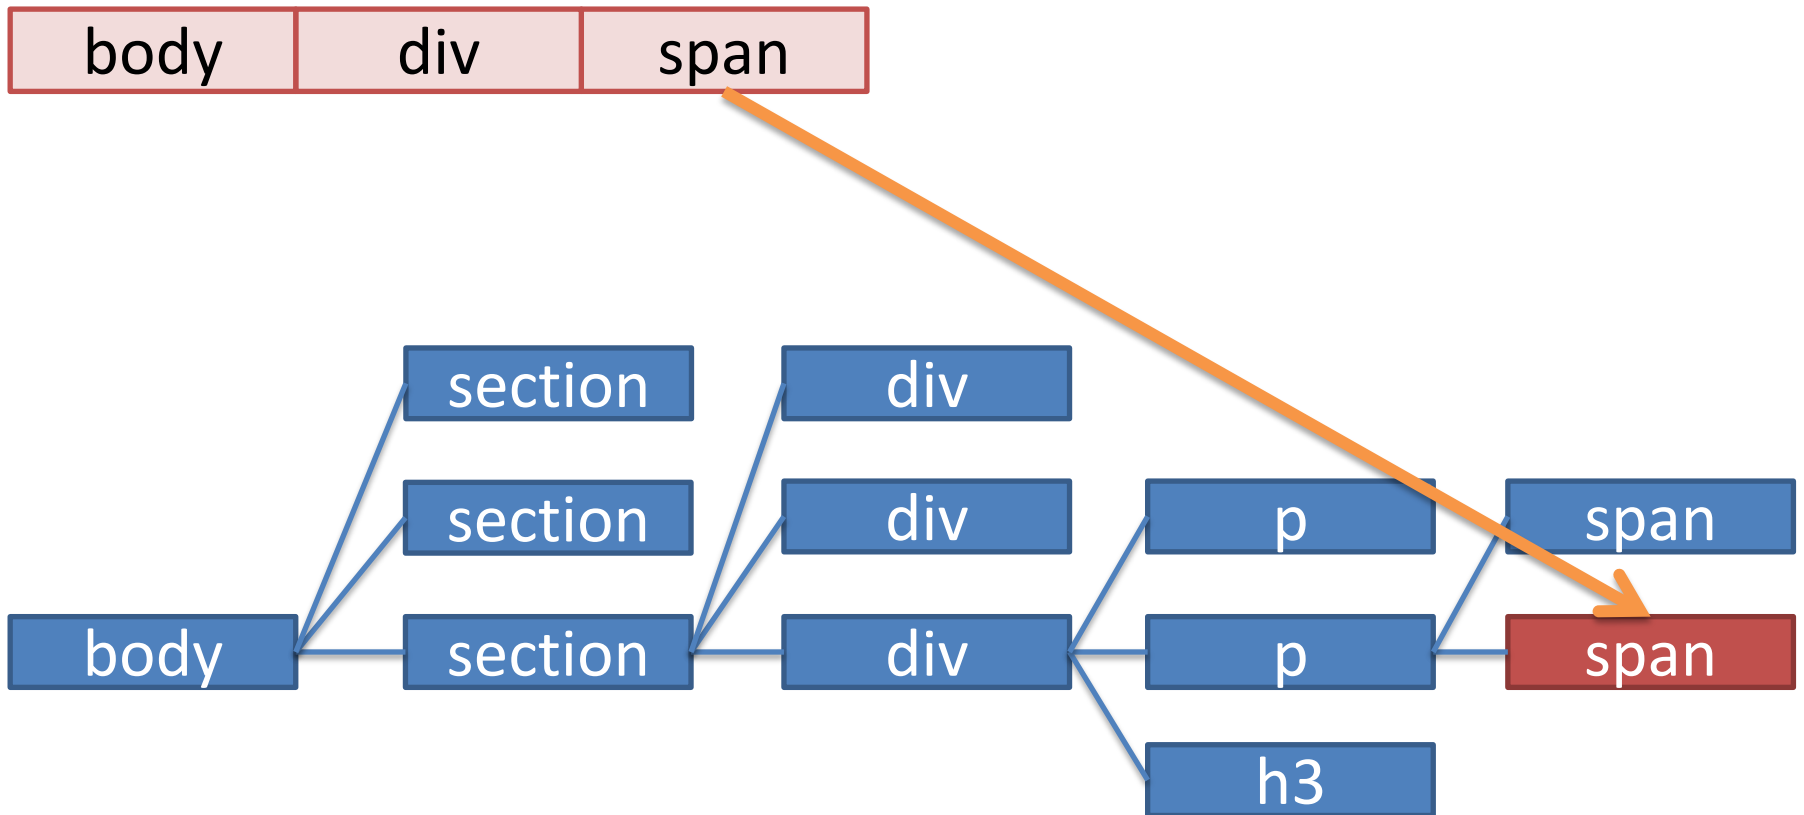 body div span
section div
section div p span
body section div p span
h3